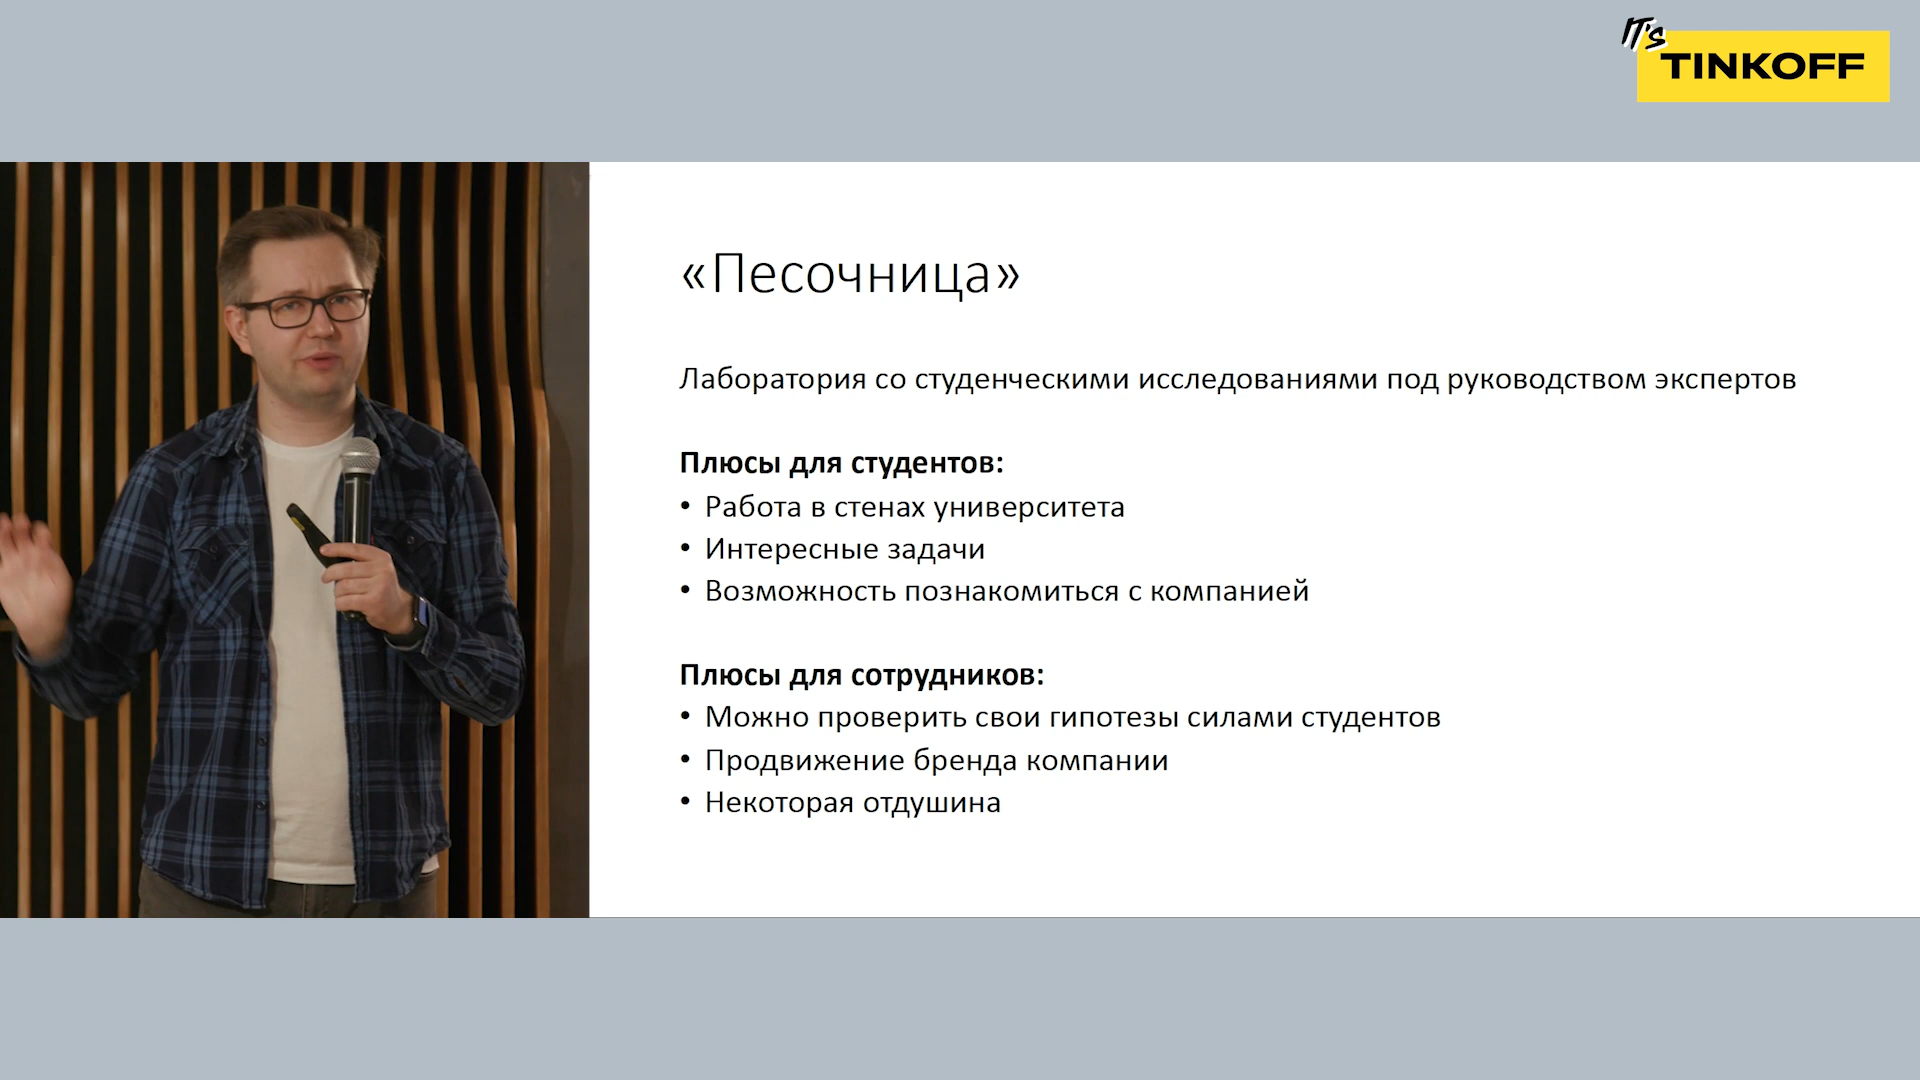 IT's
TINKOFF
«Песочница»
Лаборатория со студенческими исследованиями под руководством экспертов
Плюсы для студентов:
• Работа в стенах университета
• Интересные задачи
• Возможность познакомиться с компанией
Плюсы для сотрудников:
• Можно проверить свои гипотезы силами студентов
• Продвижение бренда компании
• Некоторая отдушина